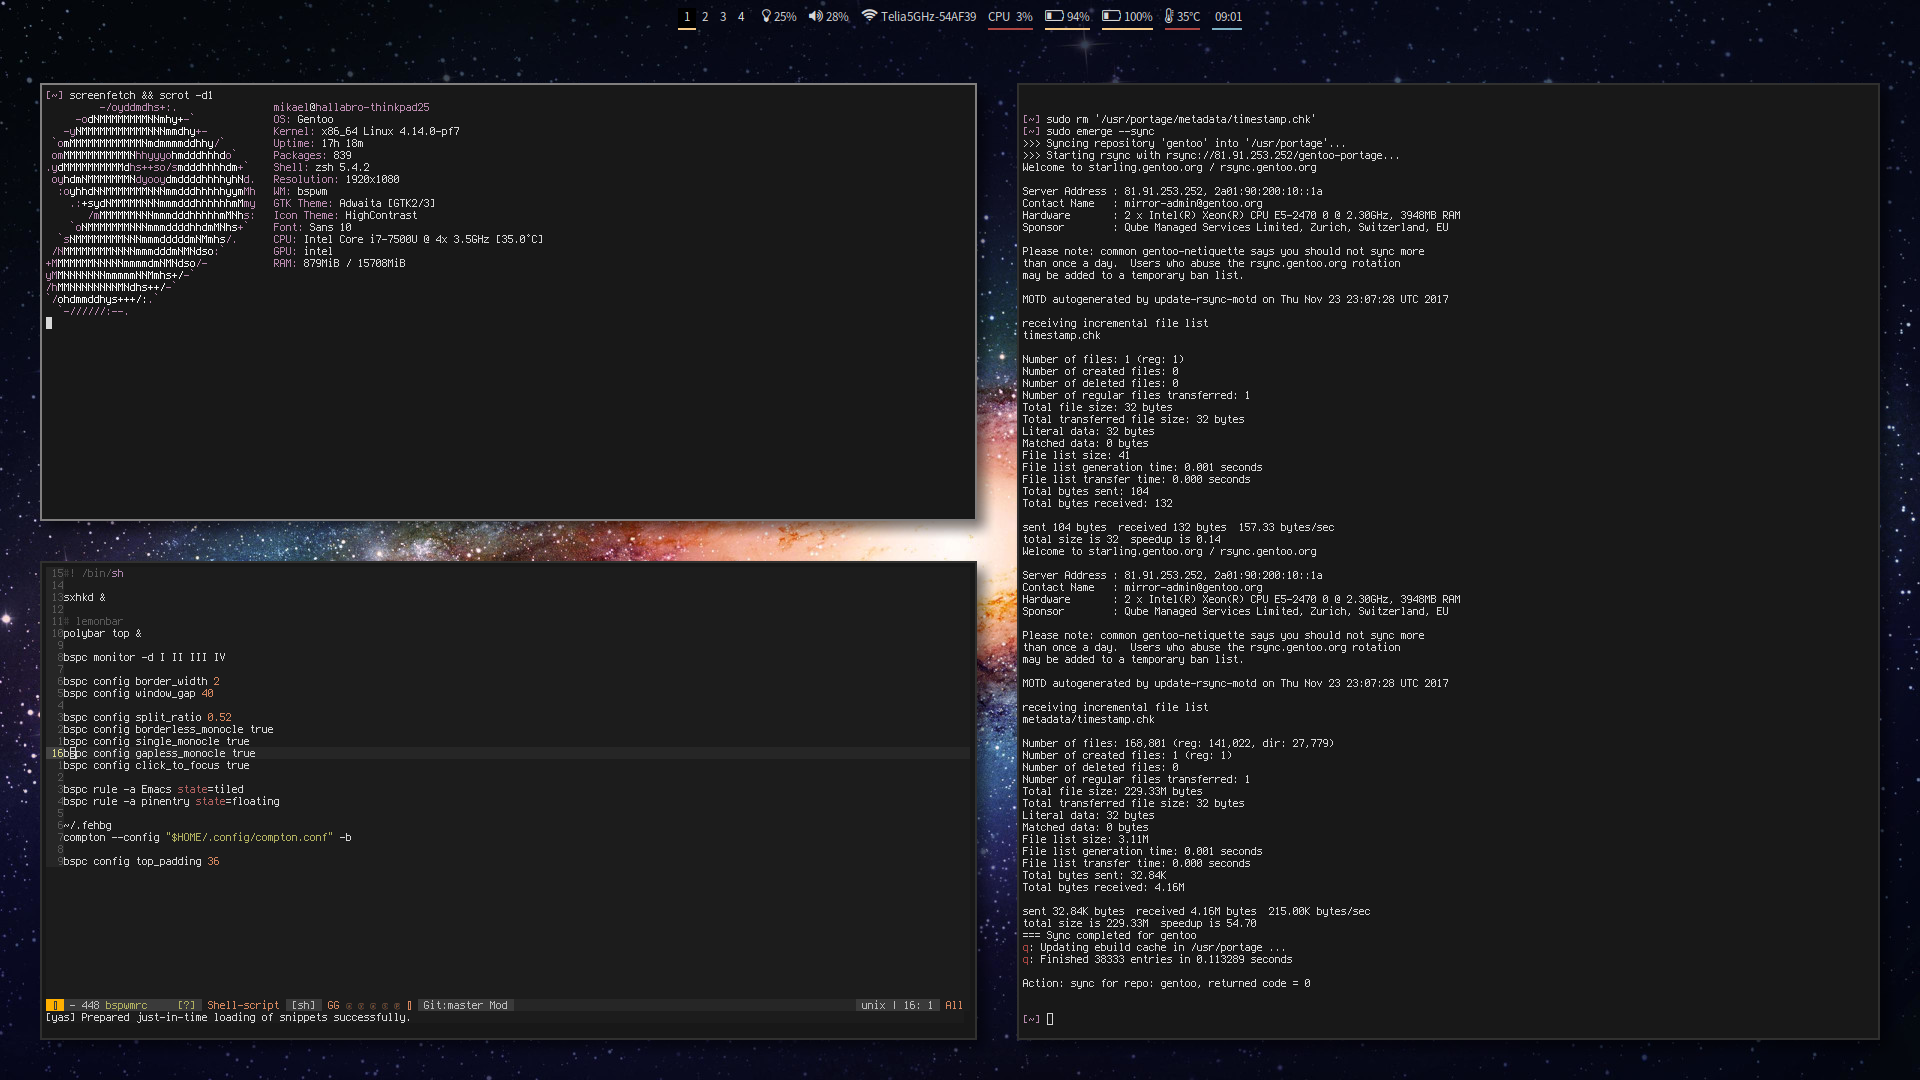 1 2 3 4 25% 28% Telia5GHz-54AF39 CPU 3% 94% 100% 35°C 09:01
[~] screenfetch && scrot -d1
mikael@hallabro-thinkpad25
OS: Gentoo
Kernel: x86_64 Linux 4.14.0-pf7
Uptime: 17h 18m
Packages: 839
Shell: zsh 5.4.2
Resolution: 1920x1080
WM: bspwm
GTK Theme: Adwaita [GTK2/3]
Icon Theme: HighContrast
Font: Sans 10
CPU: Intel Core i7-7500U @ 4x 3.5GHz [35.0°C]
GPU: intel
RAM: 879MiB / 15708MiB
15#! /bin/sh
14
13sxhkd &
12
11# lemonbar
10polybar top &
9
8bspc monitor -d I II III IV
7
6bspc config border_width 2
5bspc config window_gap 40
4
3bspc config split_ratio 0.52
2bspc config borderless_monocle true
1bspc config single_monocle true
16bspc config gapless_monocle true
1bspc config click_to_focus true
2
3bspc rule -a Emacs state=tiled
4bspc rule -a pinentry state=floating
5
6~/.fehbg
7compton --config "$HOME/.config/compton.conf" -b
8
9bspc config top_padding 36
- 448 bspwmrc [?] Shell-script [sh] GG Git:master Mod unix | 16: 1 All
[yas] Prepared just-in-time loading of snippets successfully.
[~] sudo rm '/usr/portage/metadata/timestamp.chk'
[~] sudo emerge --sync
>>> Syncing repository 'gentoo' into '/usr/portage'...
>>> Starting rsync with rsync://81.91.253.252/gentoo-portage...
Welcome to starling.gentoo.org / rsync.gentoo.org
Server Address : 81.91.253.252, 2a01:90:200:10::1a
Contact Name : mirror-admin@gentoo.org
Hardware : 2 x Intel(R) Xeon(R) CPU E5-2470 0 @ 2.30GHz, 3948MB RAM
Sponsor : Qube Managed Services Limited, Zurich, Switzerland, EU
Please note: common gentoo-netiquette says you should not sync more
than once a day. Users who abuse the rsync.gentoo.org rotation
may be added to a temporary ban list.
MOTD autogenerated by update-rsync-motd on Thu Nov 23 23:07:28 UTC 2017
receiving incremental file list
timestamp.chk
Number of files: 1 (reg: 1)
Number of created files: 0
Number of deleted files: 0
Number of regular files transferred: 1
Total file size: 32 bytes
Total transferred file size: 32 bytes
Literal data: 32 bytes
Matched data: 0 bytes
File list size: 41
File list generation time: 0.001 seconds
File list transfer time: 0.000 seconds
Total bytes sent: 104
Total bytes received: 132
sent 104 bytes received 132 bytes 157.33 bytes/sec
total size is 32 speedup is 0.14
Welcome to starling.gentoo.org / rsync.gentoo.org
Server Address : 81.91.253.252, 2a01:90:200:10::1a
Contact Name : mirror-admin@gentoo.org
Hardware : 2 x Intel(R) Xeon(R) CPU E5-2470 0 @ 2.30GHz, 3948MB RAM
Sponsor : Qube Managed Services Limited, Zurich, Switzerland, EU
Please note: common gentoo-netiquette says you should not sync more
than once a day. Users who abuse the rsync.gentoo.org rotation
may be added to a temporary ban list.
MOTD autogenerated by update-rsync-motd on Thu Nov 23 23:07:28 UTC 2017
receiving incremental file list
metadata/timestamp.chk
Number of files: 168,801 (reg: 141,022, dir: 27,779)
Number of created files: 1 (reg: 1)
Number of deleted files: 0
Number of regular files transferred: 1
Total file size: 229.33M bytes
Total transferred file size: 32 bytes
Literal data: 32 bytes
Matched data: 0 bytes
File list size: 3.11M
File list generation time: 0.001 seconds
File list transfer time: 0.000 seconds
Total bytes sent: 32.84K
Total bytes received: 4.16M
sent 32.84K bytes received 4.16M bytes 215.00K bytes/sec
total size is 229.33M speedup is 54.70
=== Sync completed for gentoo
q: Updating ebuild cache in /usr/portage ...
q: Finished 38333 entries in 0.113289 seconds
Action: sync for repo: gentoo, returned code = 0
[~]